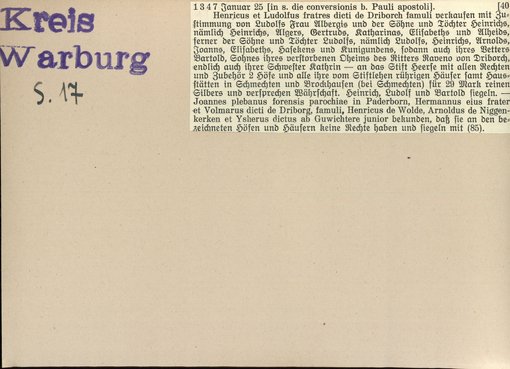 Kreis
Warburg
S. 17
1347 Januar 25 [in s. die conversionis b. Pauli apostoli]. [40
Henricus et Ludolfus fratres dicti de Driborch famuli verkaufen mit Zu-
stimmung von Ludolfs Frau Albergis und der Söhne und Töchter Heinrichs,
nämlich Heinrichs, Algers, Gertruds, Katharinas, Elisabeths und Alheids,
ferner der Söhne und Töchter Ludolfs, nämlich Ludolfs, Heinrichs, Arnolds,
Joanns, Elisabeths, Hasekens und Kunigundens, sodann auch ihres Vetters
Bartold, Sohnes ihres verstorbenen Oheims des Ritters Raveno von Driborch,
endlich auch ihrer Schwester Kathrin — an das Stift Heerse mit allen Rechten
und Zubehör 2 Höfe und alle ihre vom Stiftlehen rührigen Häuser samt Haus-
stätten in Schmechten und Brockhausen (bei Schmechten) für 29 Mark reinen
Silbers und versprechen Währschaft. Heinrich, Ludolf und Bartold siegeln. —
Joannes plebanus forensis parochiae in Paderborn, Hermannus eius frater
et Volmarus dicti de Driborg, famuli, Henricus de Wolde, Arnoldus de Niggen-
kerken et Ysherus dictus ab Guwichtere junior bekunden, daß sie an den be-
zeichneten Höfen und Häusern keine Rechte haben und siegeln mit (85).